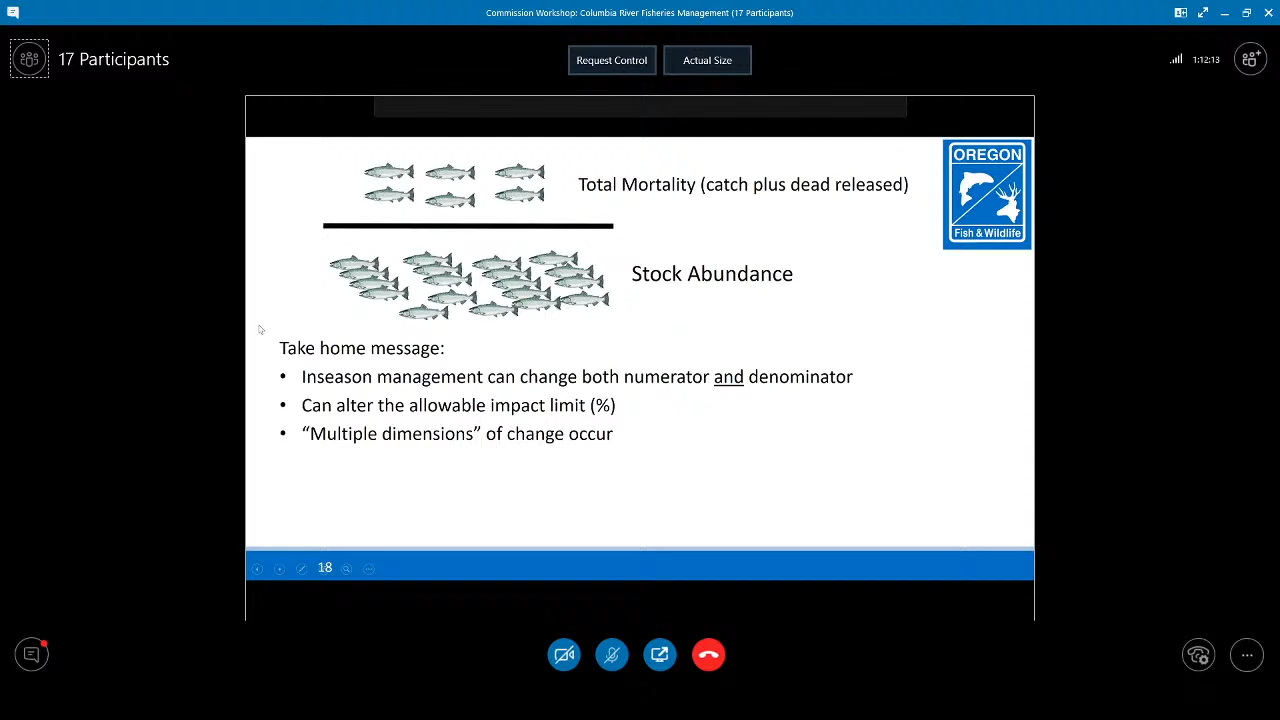 Commission Workshop: Columbia River Fisheries Management (17 Participants)
17 Participants
Request Control
Actual Size
1:12:13
OREGON
Fish & Wildlife
Total Mortality (catch plus dead released)
Stock Abundance
Take home message:
• Inseason management can change both numerator and denominator
• Can alter the allowable impact limit (%)
• “Multiple dimensions” of change occur
18